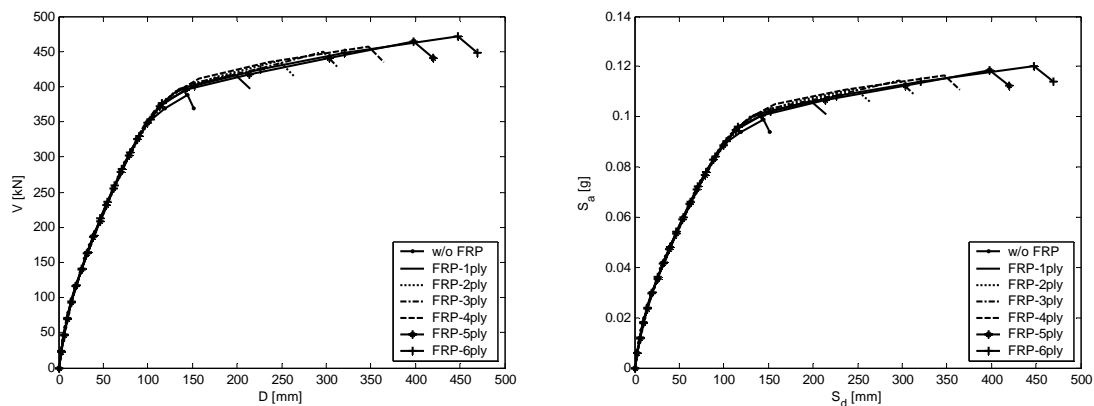 500
450
400
350
300
250
200
150
100
50
0
V [kN]
0 50 100 150 200 250 300 350 400 450 500
D [mm]
w/o FRP
FRP-1ply
FRP-2ply
FRP-3ply
FRP-4ply
FRP-5ply
FRP-6ply
0.14
0.12
0.1
0.08
0.06
0.04
0.02
0
S_a [g]
0 50 100 150 200 250 300 350 400 450 500
S_d [mm]
w/o FRP
FRP-1ply
FRP-2ply
FRP-3ply
FRP-4ply
FRP-5ply
FRP-6ply